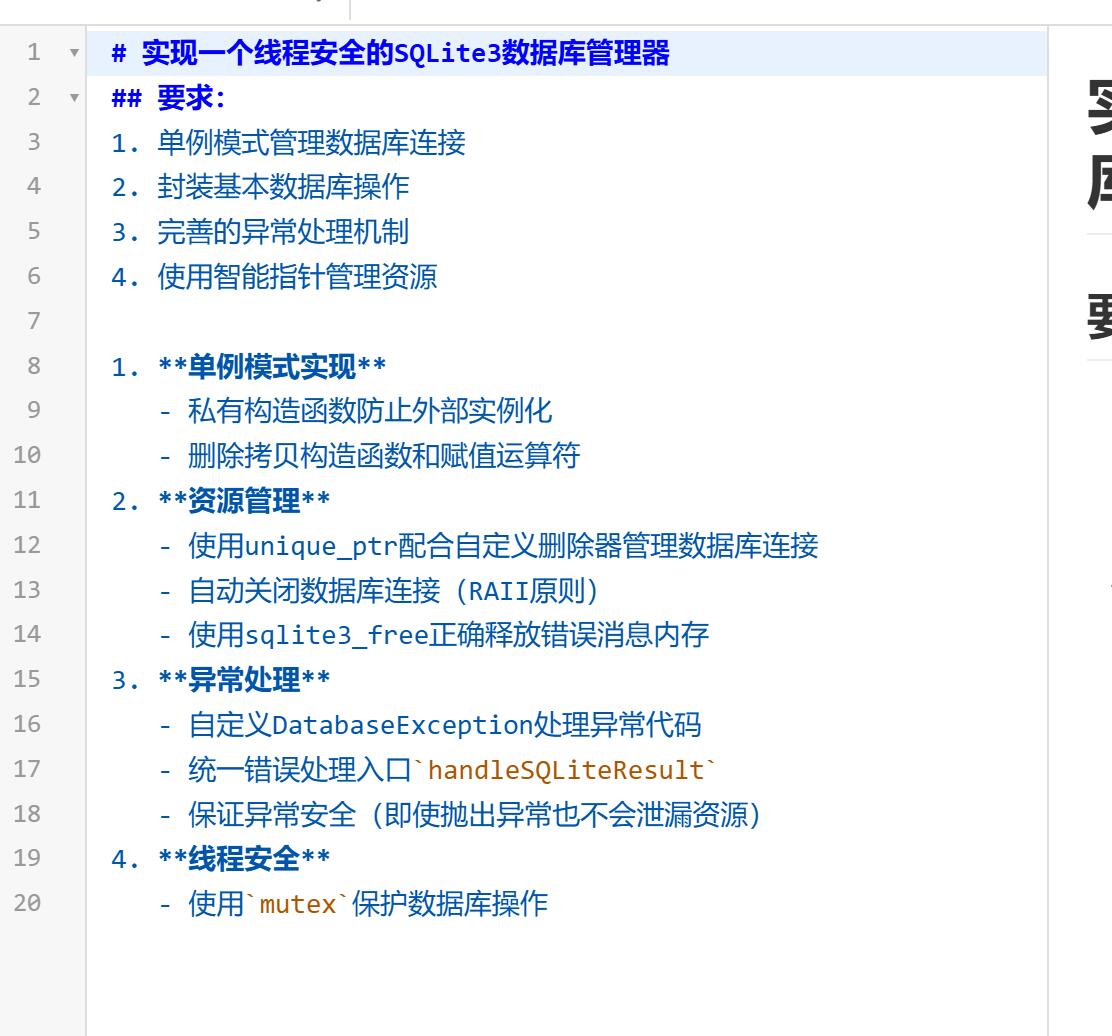 1 # 实现一个线程安全的SQLite3数据库管理器
2 ## 要求：
3 1. 单例模式管理数据库连接
4 2. 封装基本数据库操作
5 3. 完善的异常处理机制
6 4. 使用智能指针管理资源
7
8 1. **单例模式实现**
9 - 私有构造函数防止外部实例化
10 - 删除拷贝构造函数和赋值运算符
11 2. **资源管理**
12 - 使用unique_ptr配合自定义删除器管理数据库连接
13 - 自动关闭数据库连接（RAII原则）
14 - 使用sqlite3_free正确释放错误消息内存
15 3. **异常处理**
16 - 自定义DatabaseException处理异常代码
17 - 统一错误处理入口`handleSQLiteResult`
18 - 保证异常安全（即使抛出异常也不会泄漏资源）
19 4. **线程安全**
20 - 使用`mutex`保护数据库操作